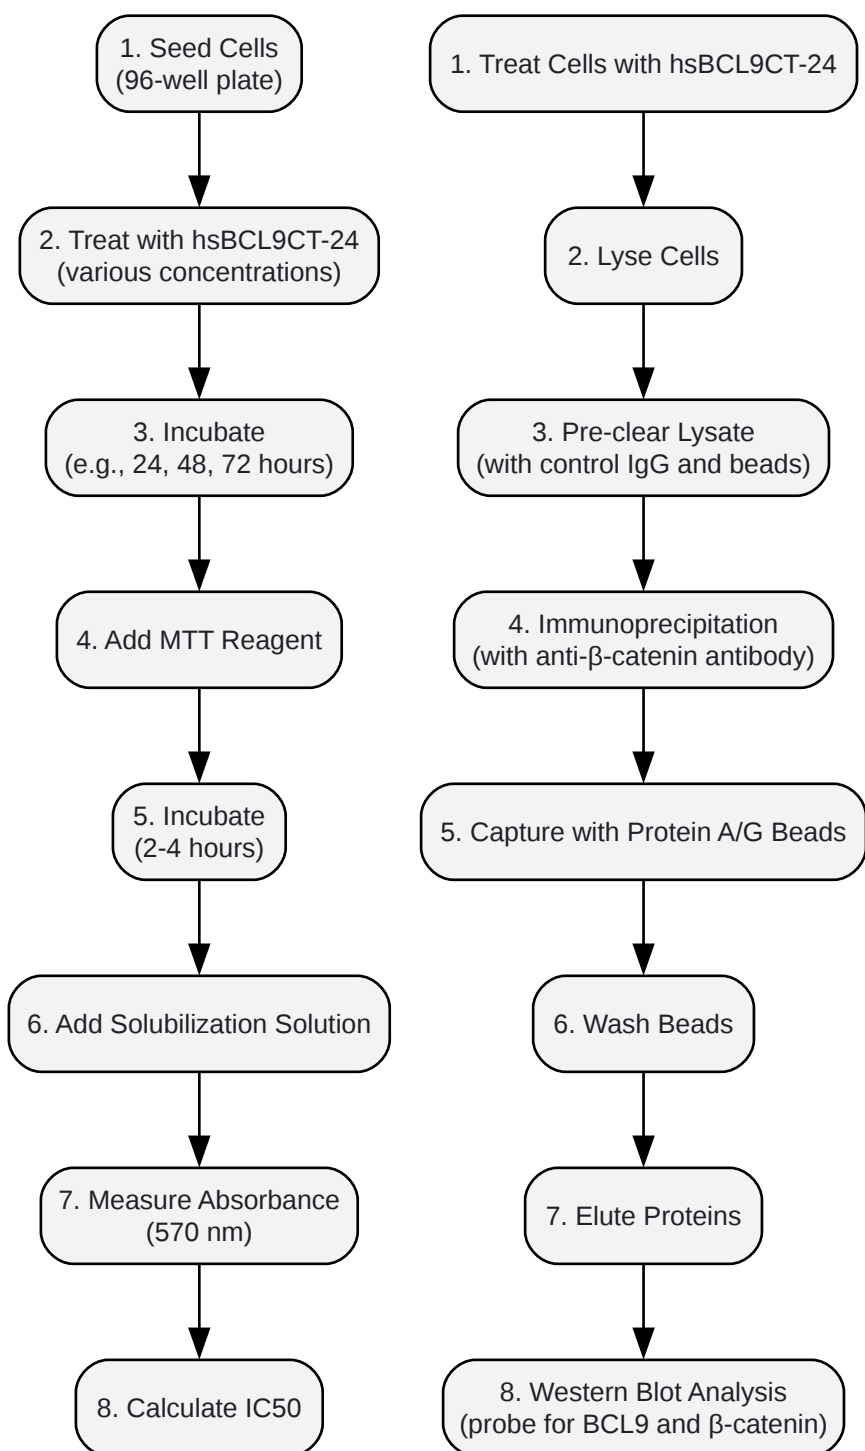 1. Seed Cells
(96-well plate)
2. Treat with hsBCL9CT-24
(various concentrations)
3. Incubate
(e.g., 24, 48, 72 hours)
4. Add MTT Reagent
5. Incubate
(2-4 hours)
6. Add Solubilization Solution
7. Measure Absorbance
(570 nm)
8. Calculate IC50
1. Treat Cells with hsBCL9CT-24
2. Lyse Cells
3. Pre-clear Lysate
(with control IgG and beads)
4. Immunoprecipitation
(with anti-β-catenin antibody)
5. Capture with Protein A/G Beads
6. Wash Beads
7. Elute Proteins
8. Western Blot Analysis
(probe for BCL9 and β-catenin)